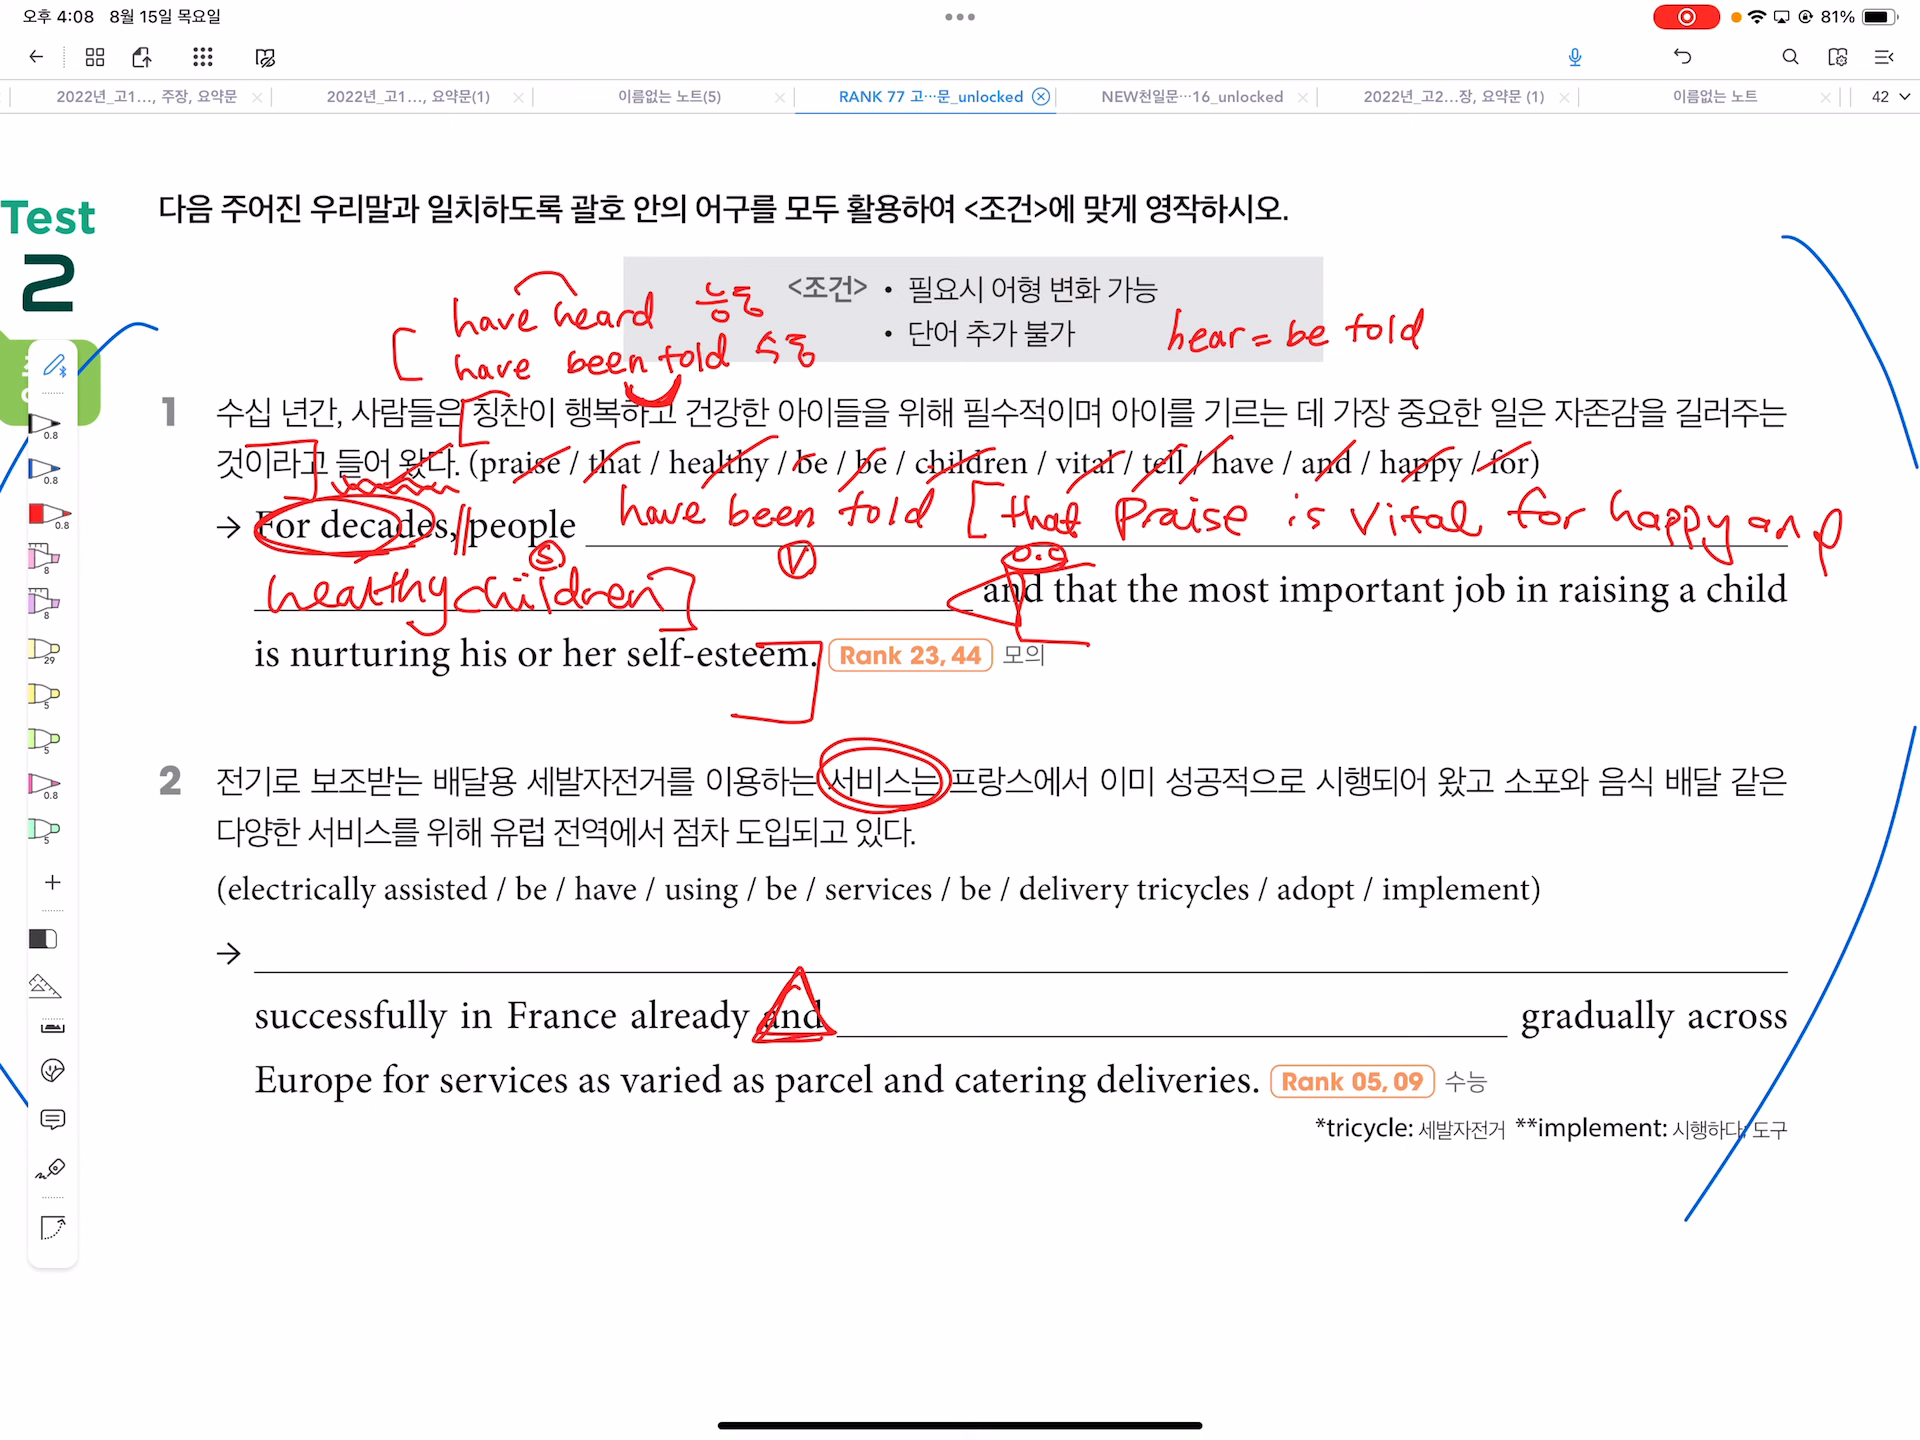 오후 4:08 8월 15일 목요일
81%
2022년_고1..., 주장, 요약문
2022년_고1..., 요약문(1)
이름없는 노트(5)
RANK 77 고…문_unlocked
NEW천일문…16_unlocked
2022년_고2...장, 요약문 (1)
이름없는 노트
42
Test
2
다음 주어진 우리말과 일치하도록 괄호 안의 어구를 모두 활용하여 <조건>에 맞게 영작하시오.
<조건> • 필요시 어형 변화 가능
• 단어 추가 불가
have heard 능동
have been told 수동
hear = be told
1 수십 년간, 사람들은 칭찬이 행복하고 건강한 아이들을 위해 필수적이며 아이를 기르는 데 가장 중요한 일은 자존감을 길러주는
것이라고 들어 왔다. (praise / that / healthy / be / be / children / vital / tell / have / and / happy / for)
→ For decades, people have been told [ that praise is vital for happy and
S V
healthy children ] and that the most important job in raising a child
is nurturing his or her self-esteem. Rank 23, 44 모의
2 전기로 보조받는 배달용 세발자전거를 이용하는 서비스는 프랑스에서 이미 성공적으로 시행되어 왔고 소포와 음식 배달 같은
다양한 서비스를 위해 유럽 전역에서 점차 도입되고 있다.
(electrically assisted / be / have / using / be / services / be / delivery tricycles / adopt / implement)
→
successfully in France already and gradually across
Europe for services as varied as parcel and catering deliveries. Rank 05, 09 수능
*tricycle: 세발자전거 **implement: 시행하다; 도구
0.8
0.8
0.8
8
8
29
5
5
0.8
5